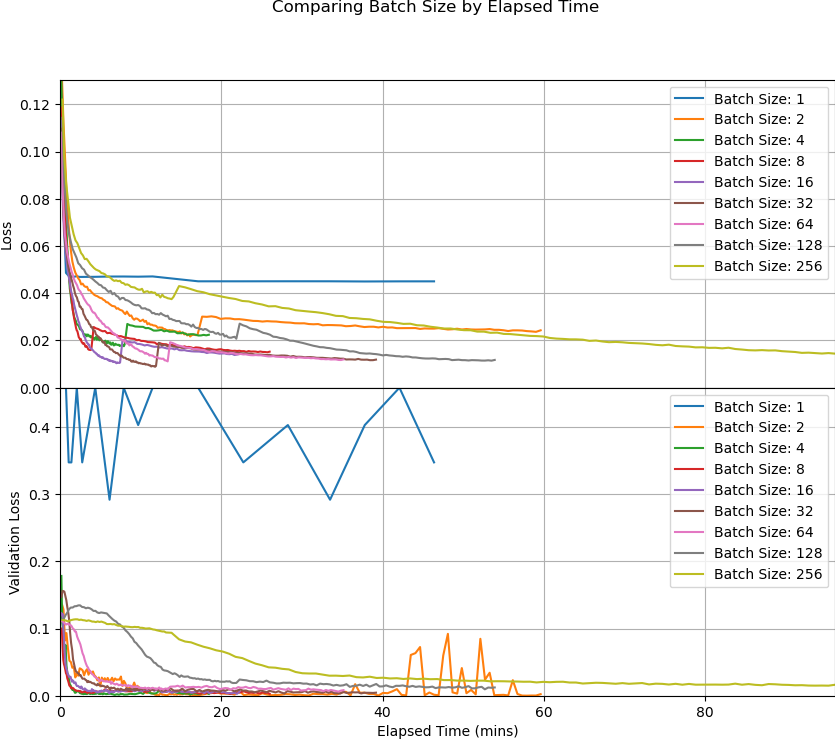 Comparing Batch Size by Elapsed Time
0.12
0.10
0.08
0.06
0.04
0.02
0.00
Loss
Batch Size: 1
Batch Size: 2
Batch Size: 4
Batch Size: 8
Batch Size: 16
Batch Size: 32
Batch Size: 64
Batch Size: 128
Batch Size: 256
0.4
0.3
0.2
0.1
0.0
Validation Loss
Batch Size: 1
Batch Size: 2
Batch Size: 4
Batch Size: 8
Batch Size: 16
Batch Size: 32
Batch Size: 64
Batch Size: 128
Batch Size: 256
0 20 40 60 80
Elapsed Time (mins)